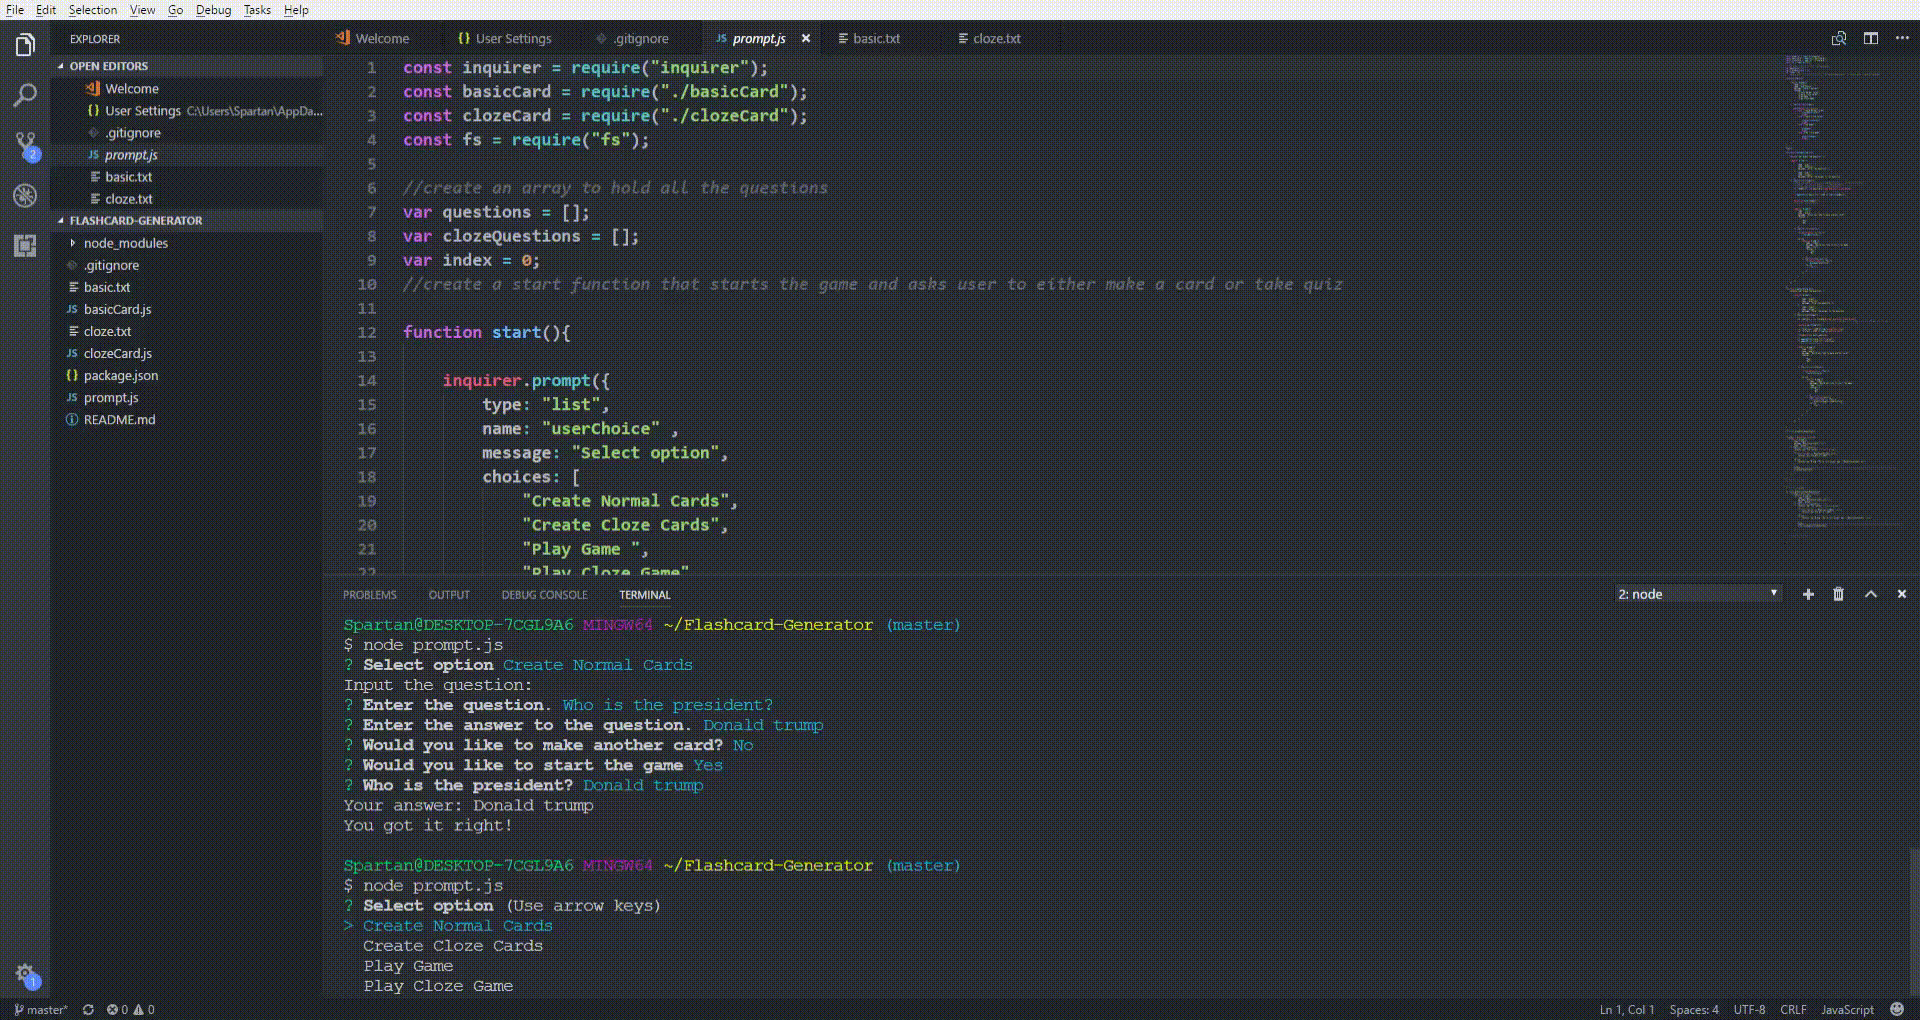 File Edit Selection View Go Debug Tasks Help
EXPLORER
OPEN EDITORS
Welcome
User Settings C:\Users\Spartan\AppDa...
.gitignore
prompt.js
basic.txt
cloze.txt
FLASHCARD-GENERATOR
node_modules
.gitignore
basic.txt
basicCard.js
cloze.txt
clozeCard.js
package.json
prompt.js
README.md
Welcome User Settings .gitignore prompt.js basic.txt cloze.txt
1 const inquirer = require("inquirer");
2 const basicCard = require("./basicCard");
3 const clozeCard = require("./clozeCard");
4 const fs = require("fs");
5
6 //create an array to hold all the questions
7 var questions = [];
8 var clozeQuestions = [];
9 var index = 0;
10 //create a start function that starts the game and asks user to either make a card or take quiz
11
12 function start(){
13
14 inquirer.prompt({
15 type: "list",
16 name: "userChoice" ,
17 message: "Select option",
18 choices: [
19 "Create Normal Cards",
20 "Create Cloze Cards",
21 "Play Game ",
22 "Play Cloze Game"
PROBLEMS OUTPUT DEBUG CONSOLE TERMINAL 2: node
Spartan@DESKTOP-7CGL9A6 MINGW64 ~/Flashcard-Generator (master)
$ node prompt.js
? Select option Create Normal Cards
Input the question:
? Enter the question. Who is the president?
? Enter the answer to the question. Donald trump
? Would you like to make another card? No
? Would you like to start the game Yes
? Who is the president? Donald trump
Your answer: Donald trump
You got it right!
Spartan@DESKTOP-7CGL9A6 MINGW64 ~/Flashcard-Generator (master)
$ node prompt.js
? Select option (Use arrow keys)
> Create Normal Cards
Create Cloze Cards
Play Game
Play Cloze Game
master* 0 0 Ln 1, Col 1 Spaces: 4 UTF-8 CRLF JavaScript